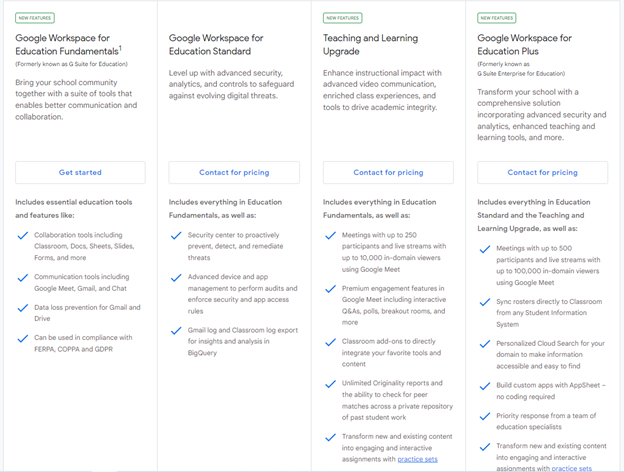 NEW FEATURES
Google Workspace for
Education Fundamentals1
(Formerly known as G Suite for Education)
Bring your school community
together with a suite of tools that
enables better communication and
collaboration.
Get started
Includes essential education tools
and features like:
Collaboration tools including
Classroom, Docs, Sheets, Slides,
Forms, and more
Communication tools including
Google Meet, Gmail, and Chat
Data loss prevention for Gmail and
Drive
Can be used in compliance with
FERPA, COPPA and GDPR
Google Workspace for
Education Standard
Level up with advanced security,
analytics, and controls to safeguard
against evolving digital threats.
Contact for pricing
Includes everything in Education
Fundamentals, as well as:
Security center to proactively
prevent, detect, and remediate
threats
Advanced device and app
management to perform audits and
enforce security and app access
rules
Gmail log and Classroom log export
for insights and analysis in
BigQuery
NEW FEATURES
Teaching and Learning
Upgrade
Enhance instructional impact with
advanced video communication,
enriched class experiences, and
tools to drive academic integrity.
Contact for pricing
Includes everything in Education
Fundamentals, as well as:
Meetings with up to 250
participants and live streams with
up to 10,000 in-domain viewers
using Google Meet
Premium engagement features in
Google Meet including interactive
Q&As, polls, breakout rooms, and
more
Classroom add-ons to directly
integrate your favorite tools and
content
Unlimited Originality reports and
the ability to check for peer
matches across a private repository
of past student work
Transform new and existing content
into engaging and interactive
assignments with practice sets
NEW FEATURES
Google Workspace for
Education Plus
(Formerly known as
G Suite Enterprise for Education)
Transform your school with a
comprehensive solution
incorporating advanced security and
analytics, enhanced teaching and
learning tools, and more.
Contact for pricing
Includes everything in Education
Standard and the Teaching and
Learning Upgrade, as well as:
Meetings with up to 500
participants and live streams with
up to 100,000 in-domain viewers
using Google Meet
Sync rosters directly to Classroom
from any Student Information
System
Personalized Cloud Search for your
domain to make information
accessible and easy to find
Build custom apps with AppSheet –
no coding required
Priority response from a team of
education specialists
Transform new and existing content
into engaging and interactive
assignments with practice sets